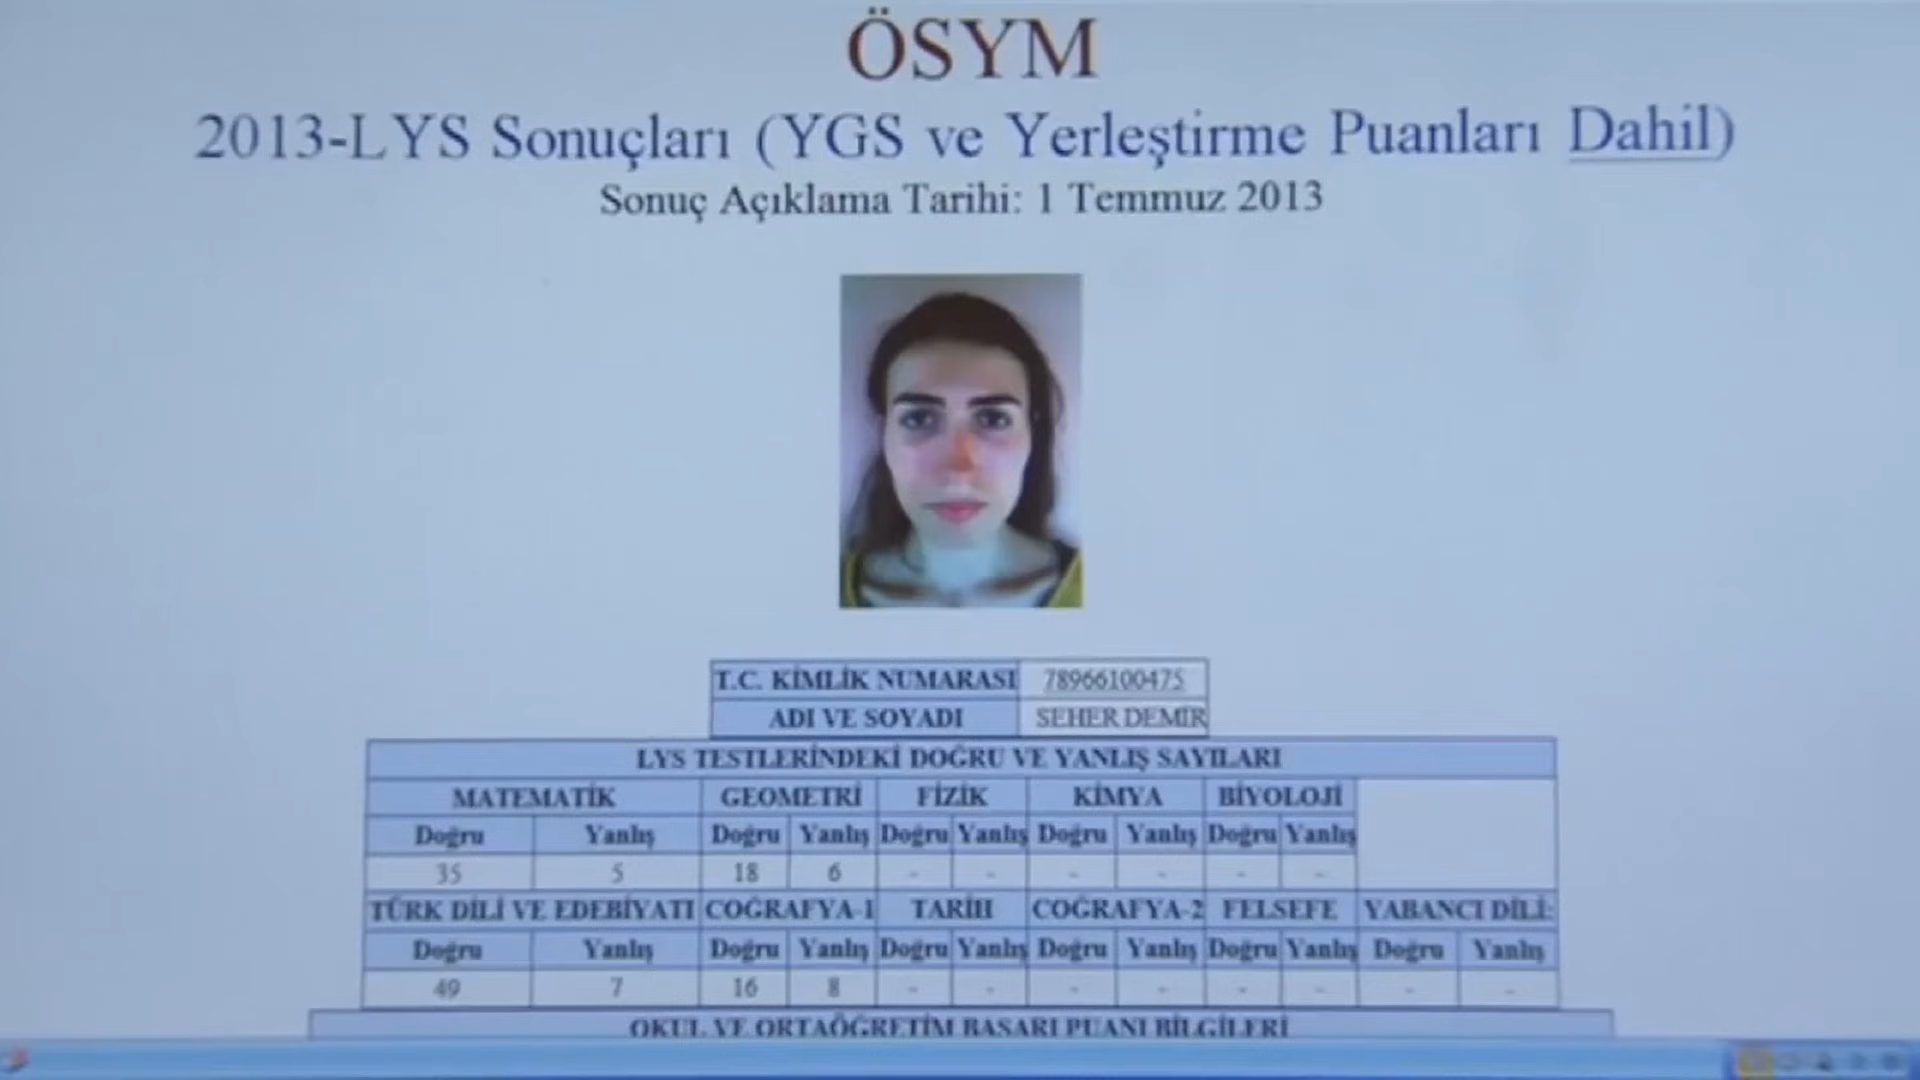 ÖSYM
2013-LYS Sonuçları (YGS ve Yerleştirme Puanları Dahil)
Sonuç Açıklama Tarihi: 1 Temmuz 2013
T.C. KİMLİK NUMARASI 78966100475
ADI VE SOYADI SEHER DEMİR
LYS TESTLERİNDEKİ DOĞRU VE YANLIŞ SAYILARI
MATEMATİK GEOMETRİ FİZİK KİMYA BİYOLOJİ
Doğru Yanlış Doğru Yanlış Doğru Yanlış Doğru Yanlış Doğru Yanlış
35 5 18 6 - - - - - -
TÜRK DİLİ VE EDEBİYATI COĞRAFYA-1 TARİH COĞRAFYA-2 FELSEFE YABANCI DİLİ:
Doğru Yanlış Doğru Yanlış Doğru Yanlış Doğru Yanlış Doğru Yanlış Doğru Yanlış
49 7 16 8 - - - - - - - -
OKUL VE ORTAÖĞRETİM BAŞARI PUANI BİLGİLERİ